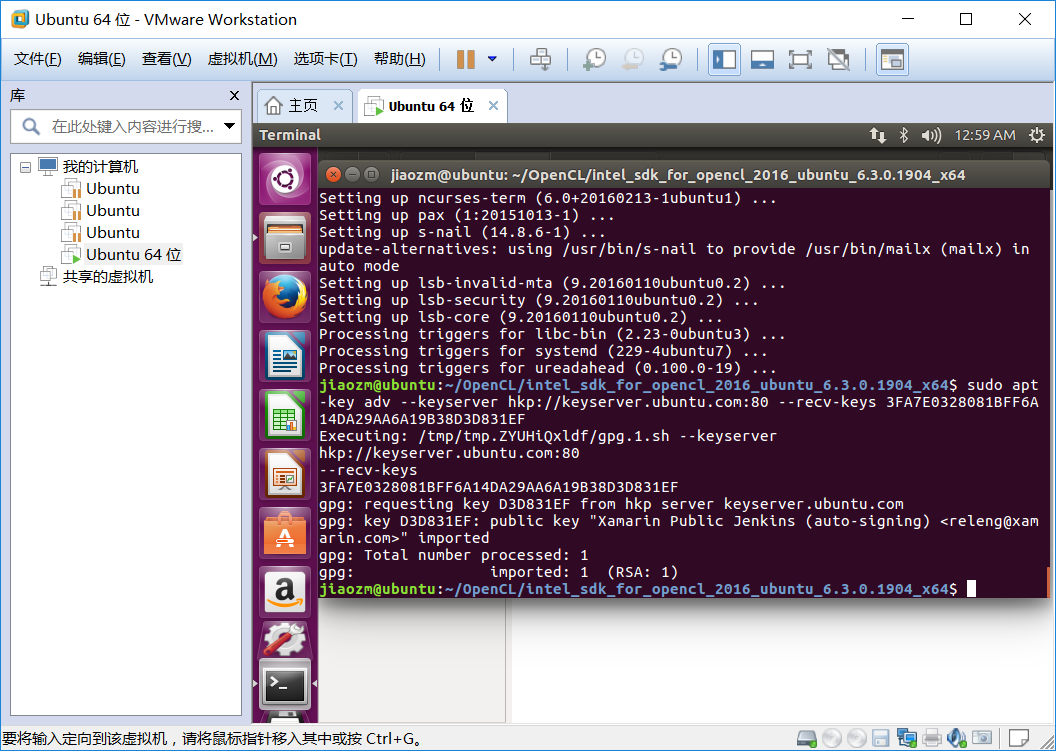 Ubuntu 64 位 - VMware Workstation
文件(F) 编辑(E) 查看(V) 虚拟机(M) 选项卡(T) 帮助(H)
库
在此处键入内容进行搜...
我的计算机
Ubuntu
Ubuntu
Ubuntu
Ubuntu 64 位
共享的虚拟机
主页
Ubuntu 64 位
Terminal
12:59 AM
jiaozm@ubuntu: ~/OpenCL/intel_sdk_for_opencl_2016_ubuntu_6.3.0.1904_x64
Setting up ncurses-term (6.0+20160213-1ubuntu1) ...
Setting up pax (1:20151013-1) ...
Setting up s-nail (14.8.6-1) ...
update-alternatives: using /usr/bin/s-nail to provide /usr/bin/mailx (mailx) in
auto mode
Setting up lsb-invalid-mta (9.20160110ubuntu0.2) ...
Setting up lsb-security (9.20160110ubuntu0.2) ...
Setting up lsb-core (9.20160110ubuntu0.2) ...
Processing triggers for libc-bin (2.23-0ubuntu3) ...
Processing triggers for systemd (229-4ubuntu7) ...
Processing triggers for ureadahead (0.100.0-19) ...
jiaozm@ubuntu:~/OpenCL/intel_sdk_for_opencl_2016_ubuntu_6.3.0.1904_x64$ sudo apt
-key adv --keyserver hkp://keyserver.ubuntu.com:80 --recv-keys 3FA7E0328081BFF6A
14DA29AA6A19B38D3D831EF
Executing: /tmp/tmp.ZYUHiQxldf/gpg.1.sh --keyserver
hkp://keyserver.ubuntu.com:80
--recv-keys
3FA7E0328081BFF6A14DA29AA6A19B38D3D831EF
gpg: requesting key D3D831EF from hkp server keyserver.ubuntu.com
gpg: key D3D831EF: public key "Xamarin Public Jenkins (auto-signing) <releng@xam
arin.com>" imported
gpg: Total number processed: 1
gpg:               imported: 1  (RSA: 1)
jiaozm@ubuntu:~/OpenCL/intel_sdk_for_opencl_2016_ubuntu_6.3.0.1904_x64$
要将输入定向到该虚拟机，请将鼠标指针移入其中或按 Ctrl+G。